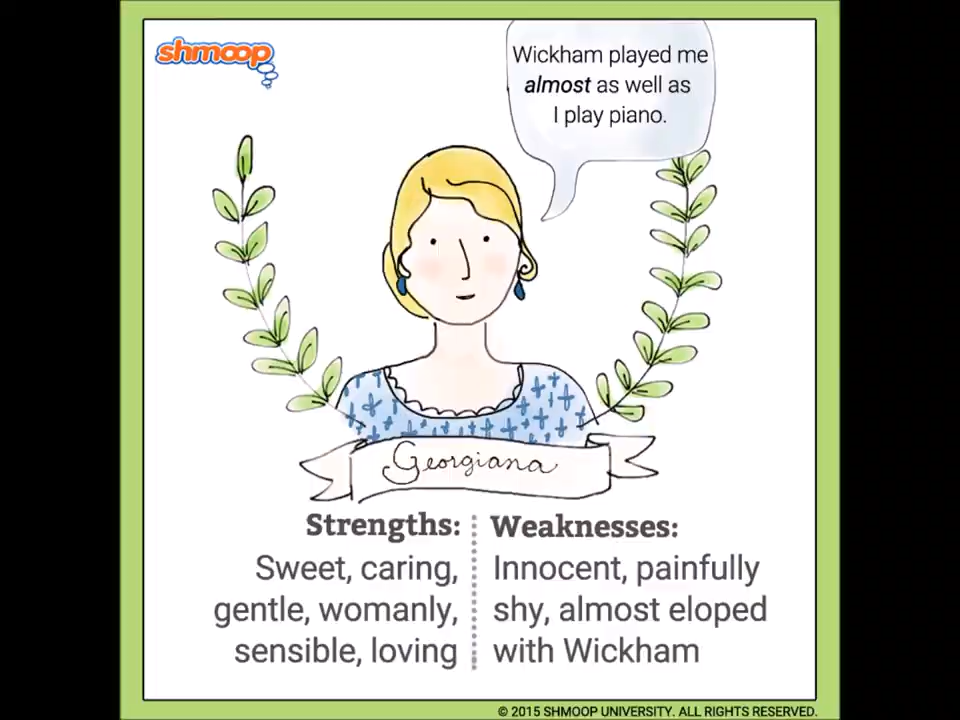 shmoop
Wickham played me
almost as well as
I play piano.
Georgiana
Strengths:
Sweet, caring,
gentle, womanly,
sensible, loving
Weaknesses:
Innocent, painfully
shy, almost eloped
with Wickham
© 2015 SHMOOP UNIVERSITY. ALL RIGHTS RESERVED.